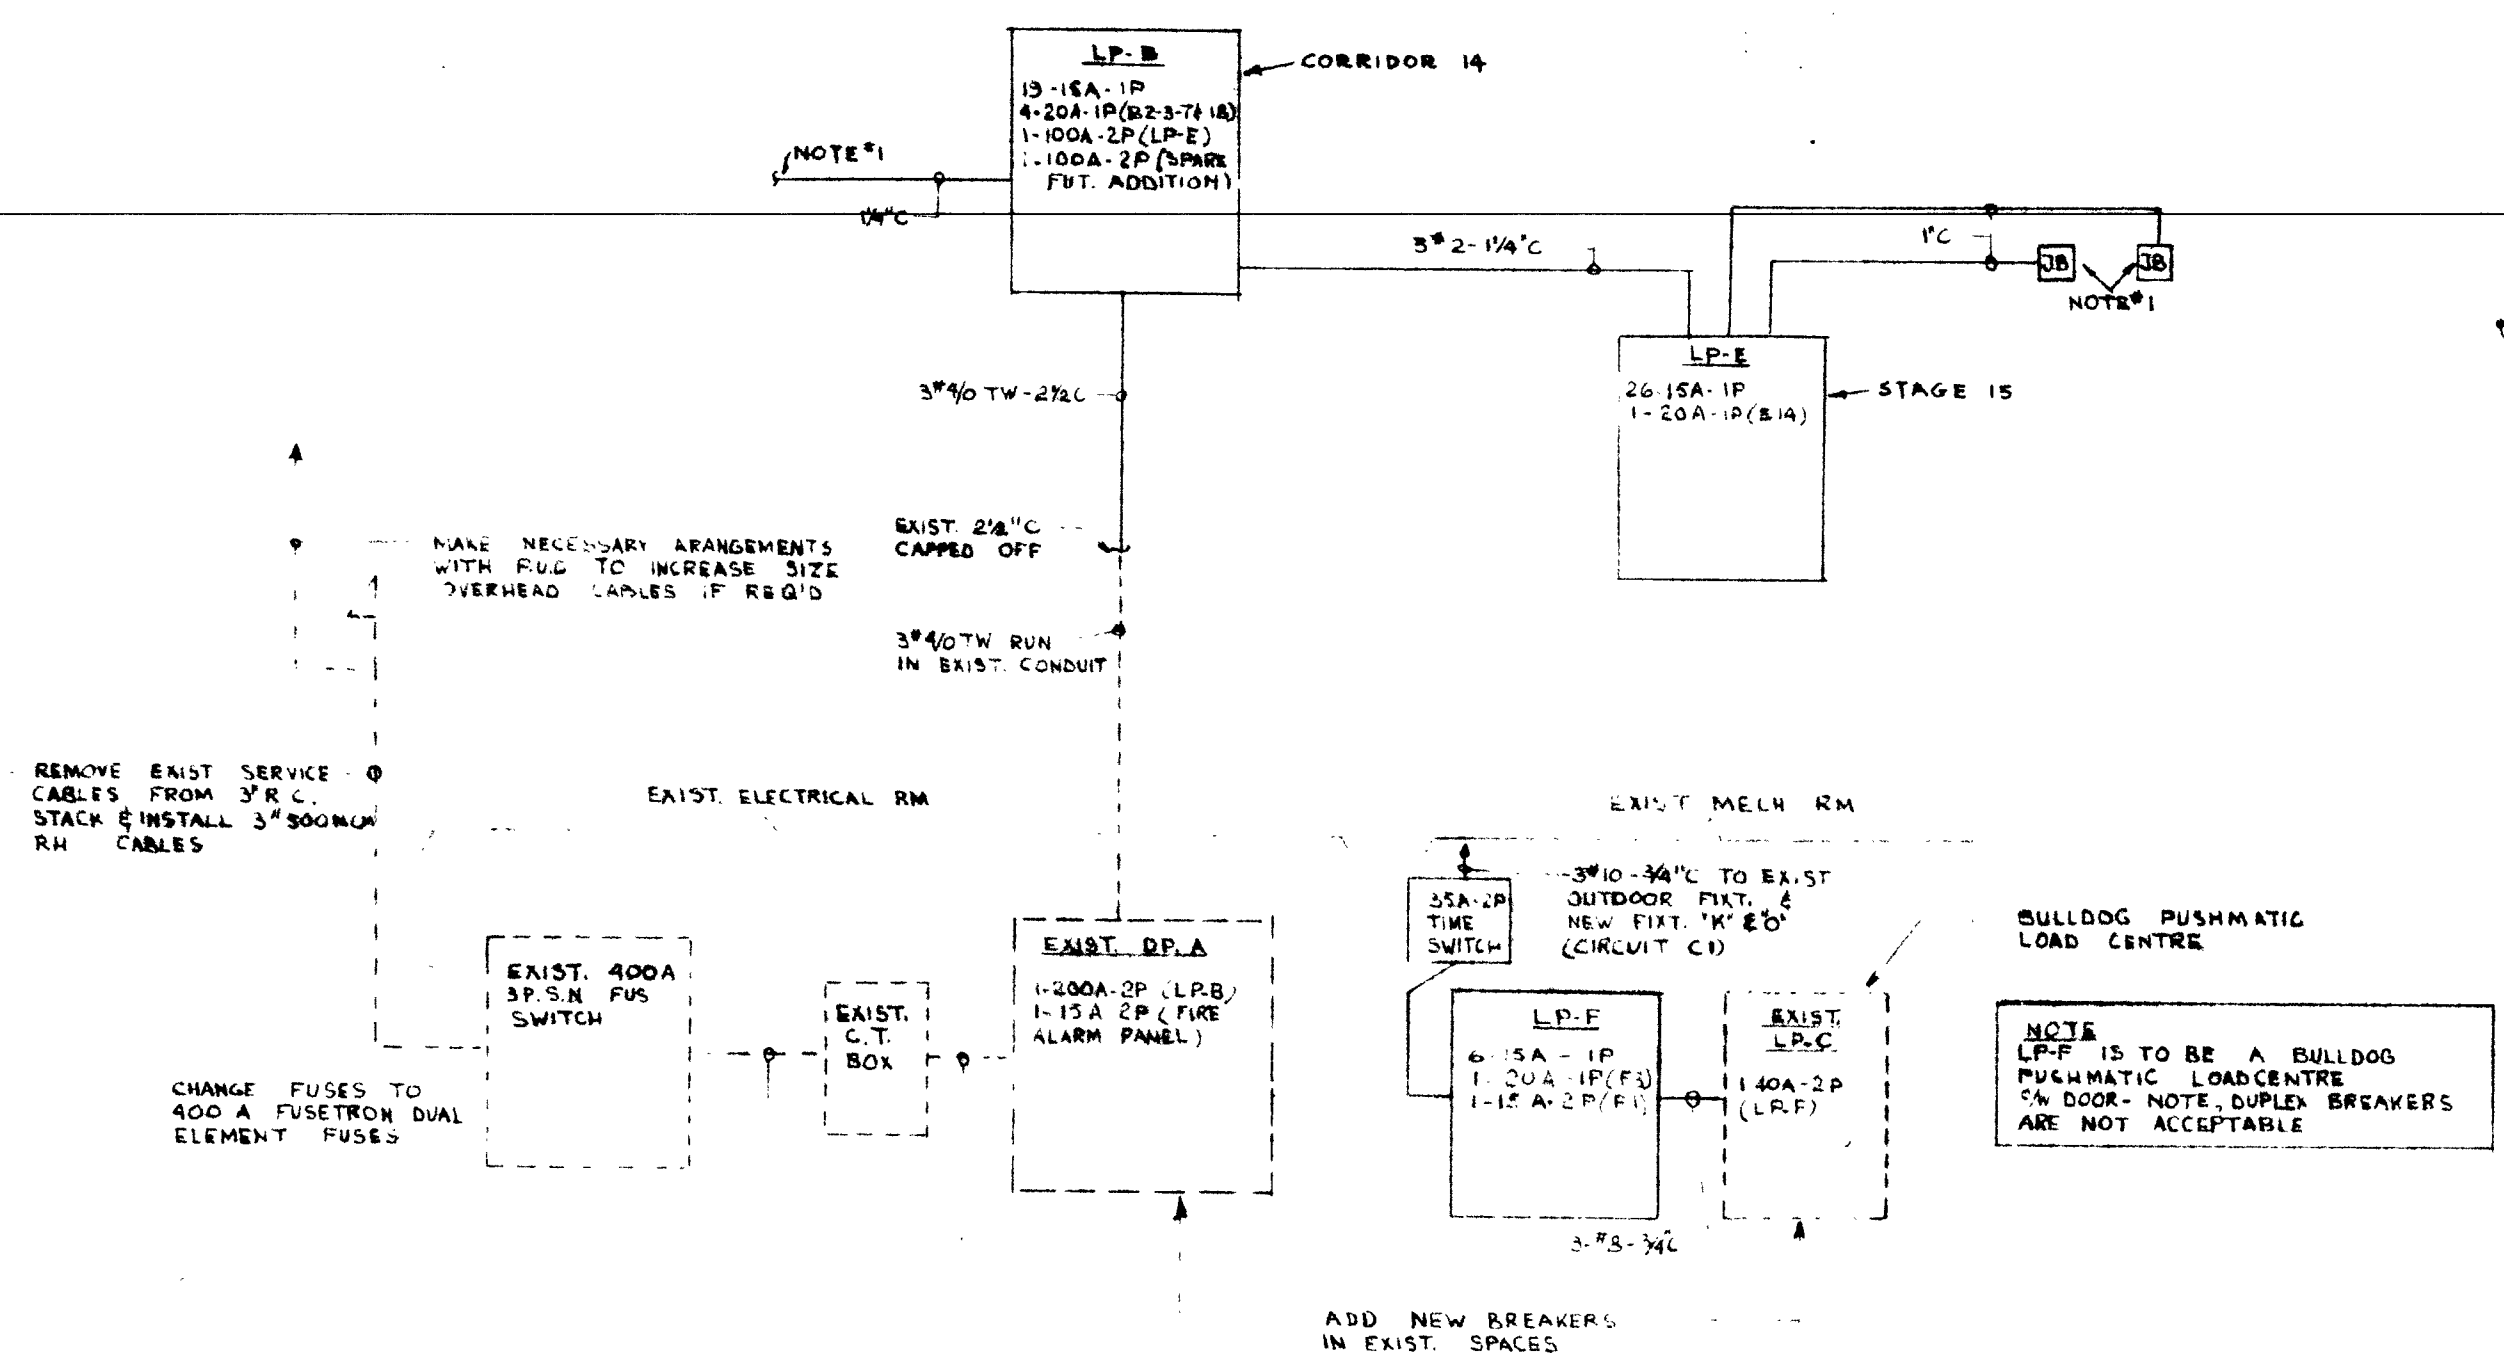 LP-B
19-15A-1P
4-20A-1P(B2-3-7&18)
1-100A-2P(LP-E)
1-100A-2P(SPARE
FUT. ADDITION)
CORRIDOR 14
NOTE #1
1¼"C
3#2-1¼"C
1"C
JB
JB
NOTE #1
LP-E
26-15A-1P
1-20A-1P(E14)
STAGE 15
3#4/0 TW-2½C
EXIST. 2½"C
CAPPED OFF
MAKE NECESSARY ARANGEMENTS
WITH P.U.C TO INCREASE SIZE
OVERHEAD CABLES IF REQ'D
3#4/0 TW RUN
IN EXIST. CONDUIT
REMOVE EXIST SERVICE
CABLES FROM 3"R.C.
STACK & INSTALL 3#500MCM
RH CABLES
EXIST. ELECTRICAL RM
EXIST MECH RM
35A-2P
TIME
SWITCH
3#10-¾"C TO EXIST
OUTDOOR FIXT. &
NEW FIXT. "K" & "O"
(CIRCUIT C1)
BULLDOG PUSHMATIC
LOAD CENTRE
EXIST. 400A
3P.S.N FUS
SWITCH
EXIST.
C.T.
BOX
EXIST. DP.A
1-200A-2P (LP-B)
1-15A 2P (FIRE
ALARM PANEL)
LP-F
6-15A-1P
1-20A-1P(F3)
1-15A-2P(F1)
EXIST.
LP-C
1 40A-2P
(LP-F)
NOTE
LP-F IS TO BE A BULLDOG
PUCHMATIC LOADCENTRE
C/W DOOR- NOTE, DUPLEX BREAKERS
ARE NOT ACCEPTABLE
CHANGE FUSES TO
400 A FUSETRON DUAL
ELEMENT FUSES
3-#8-¾"C
ADD NEW BREAKERS
IN EXIST. SPACES